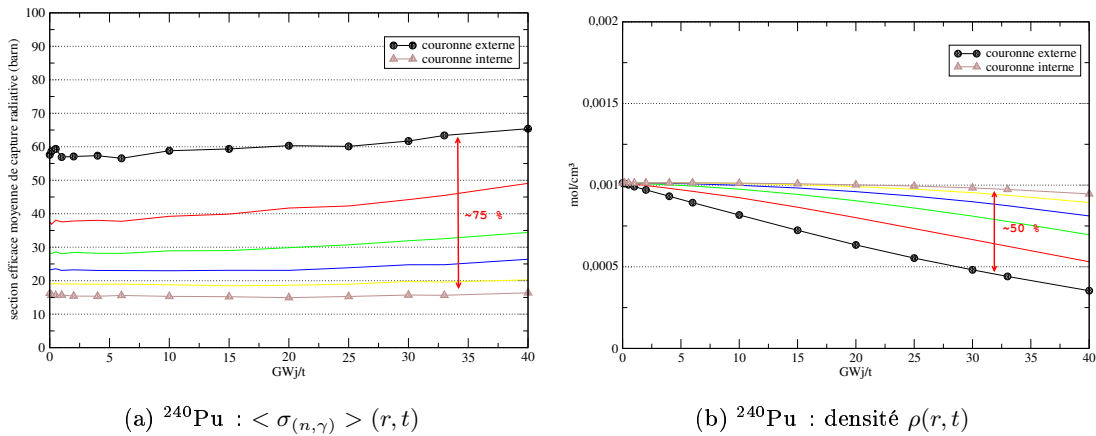 100
90
80
70
60
50
40
30
20
10
0
section efficace moyenne de capture radiative (barn)
couronne externe
couronne interne
~75 %
0 5 10 15 20 25 30 35 40
GWj/t
(a) ²⁴⁰Pu : < σ(n,γ) > (r, t)
0,002
0,0015
0,001
0,0005
0
mol/cm³
couronne externe
couronne interne
~50 %
0 5 10 15 20 25 30 35 40
GWj/t
(b) ²⁴⁰Pu : densité ρ(r, t)